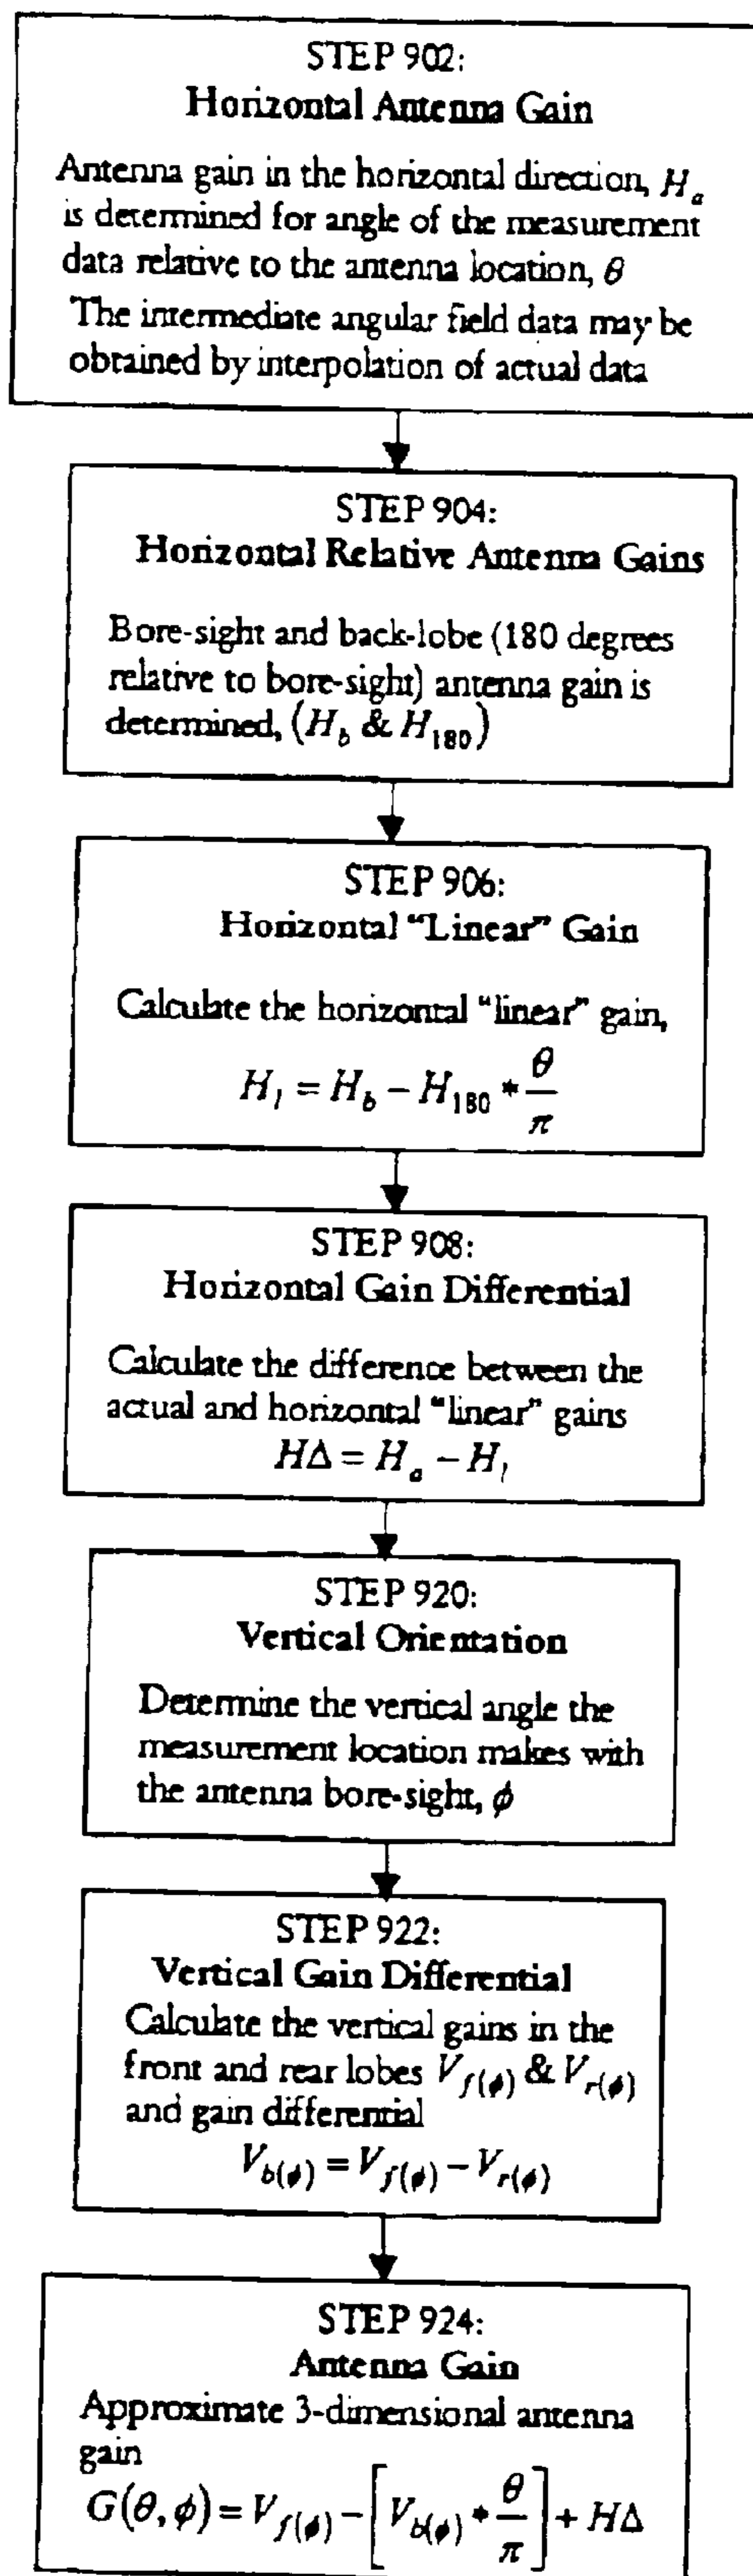 STEP 902:
Horizontal Antenna Gain
Antenna gain in the horizontal direction, H_a
is determined for angle of the measurement
data relative to the antenna location, θ
The intermediate angular field data may be
obtained by interpolation of actual data
STEP 904:
Horizontal Relative Antenna Gains
Bore-sight and back-lobe (180 degrees
relative to bore-sight) antenna gain is
determined, (H_b & H_180)
STEP 906:
Horizontal “Linear” Gain
Calculate the horizontal “linear” gain,
H_l = H_b − H_180 * θ/π
STEP 908:
Horizontal Gain Differential
Calculate the difference between the
actual and horizontal “linear” gains
HΔ = H_a − H_l
STEP 920:
Vertical Orientation
Determine the vertical angle the
measurement location makes with
the antenna bore-sight, ϕ
STEP 922:
Vertical Gain Differential
Calculate the vertical gains in the
front and rear lobes V_f(ϕ) & V_r(ϕ)
and gain differential
V_b(ϕ) = V_f(ϕ) − V_r(ϕ)
STEP 924:
Antenna Gain
Approximate 3-dimensional antenna
gain
G(θ, ϕ) = V_f(ϕ) − [V_b(ϕ) * θ/π] + HΔ